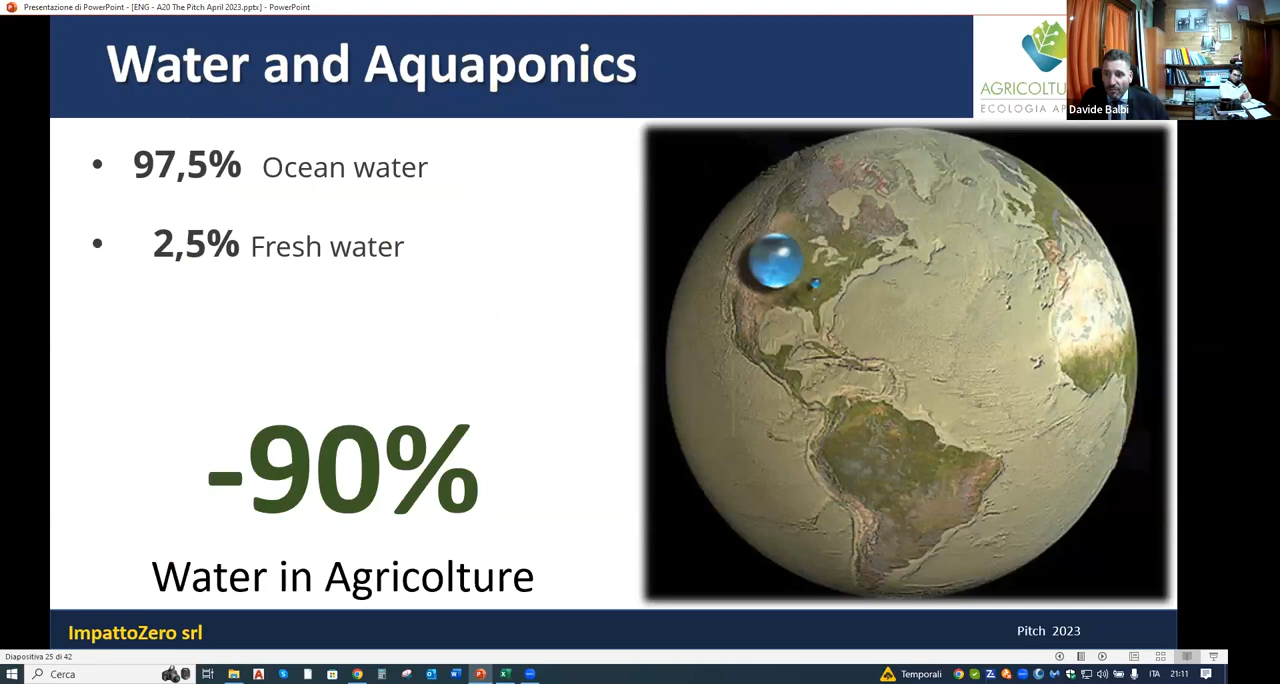 Presentazione di PowerPoint - [ENG - A20 The Pitch April 2023.pptx] - PowerPoint
Water and Aquaponics
AGRICOLTU
ECOLOGIA AP
Davide Balbi
• 97,5% Ocean water
• 2,5% Fresh water
-90%
Water in Agricolture
ImpattoZero srl
Pitch 2023
Diapositiva 25 di 42
Cerca
Temporali
ITA
21:11